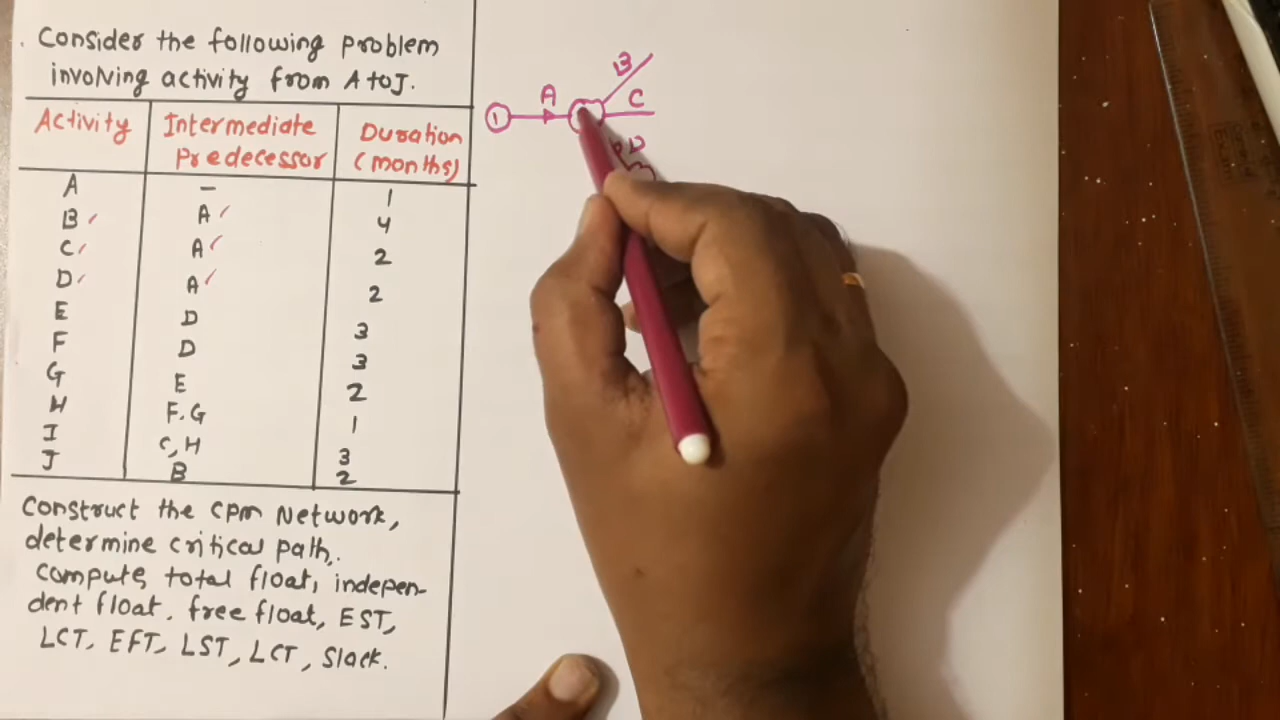 Consider the following problem
involving activity from A to J.
Activity Intermediate Predecessor Duration (months)
A - 1
B A 4
C A 2
D A 2
E D 3
F D 3
G E 2
H F, G 1
I C, H 3
J B 2
Construct the CPM Network,
determine critical path.
compute, total float, indepen-
dent float, free float, EST,
LCT, EFT, LST, LCT, Slack.
1 A B
C
D